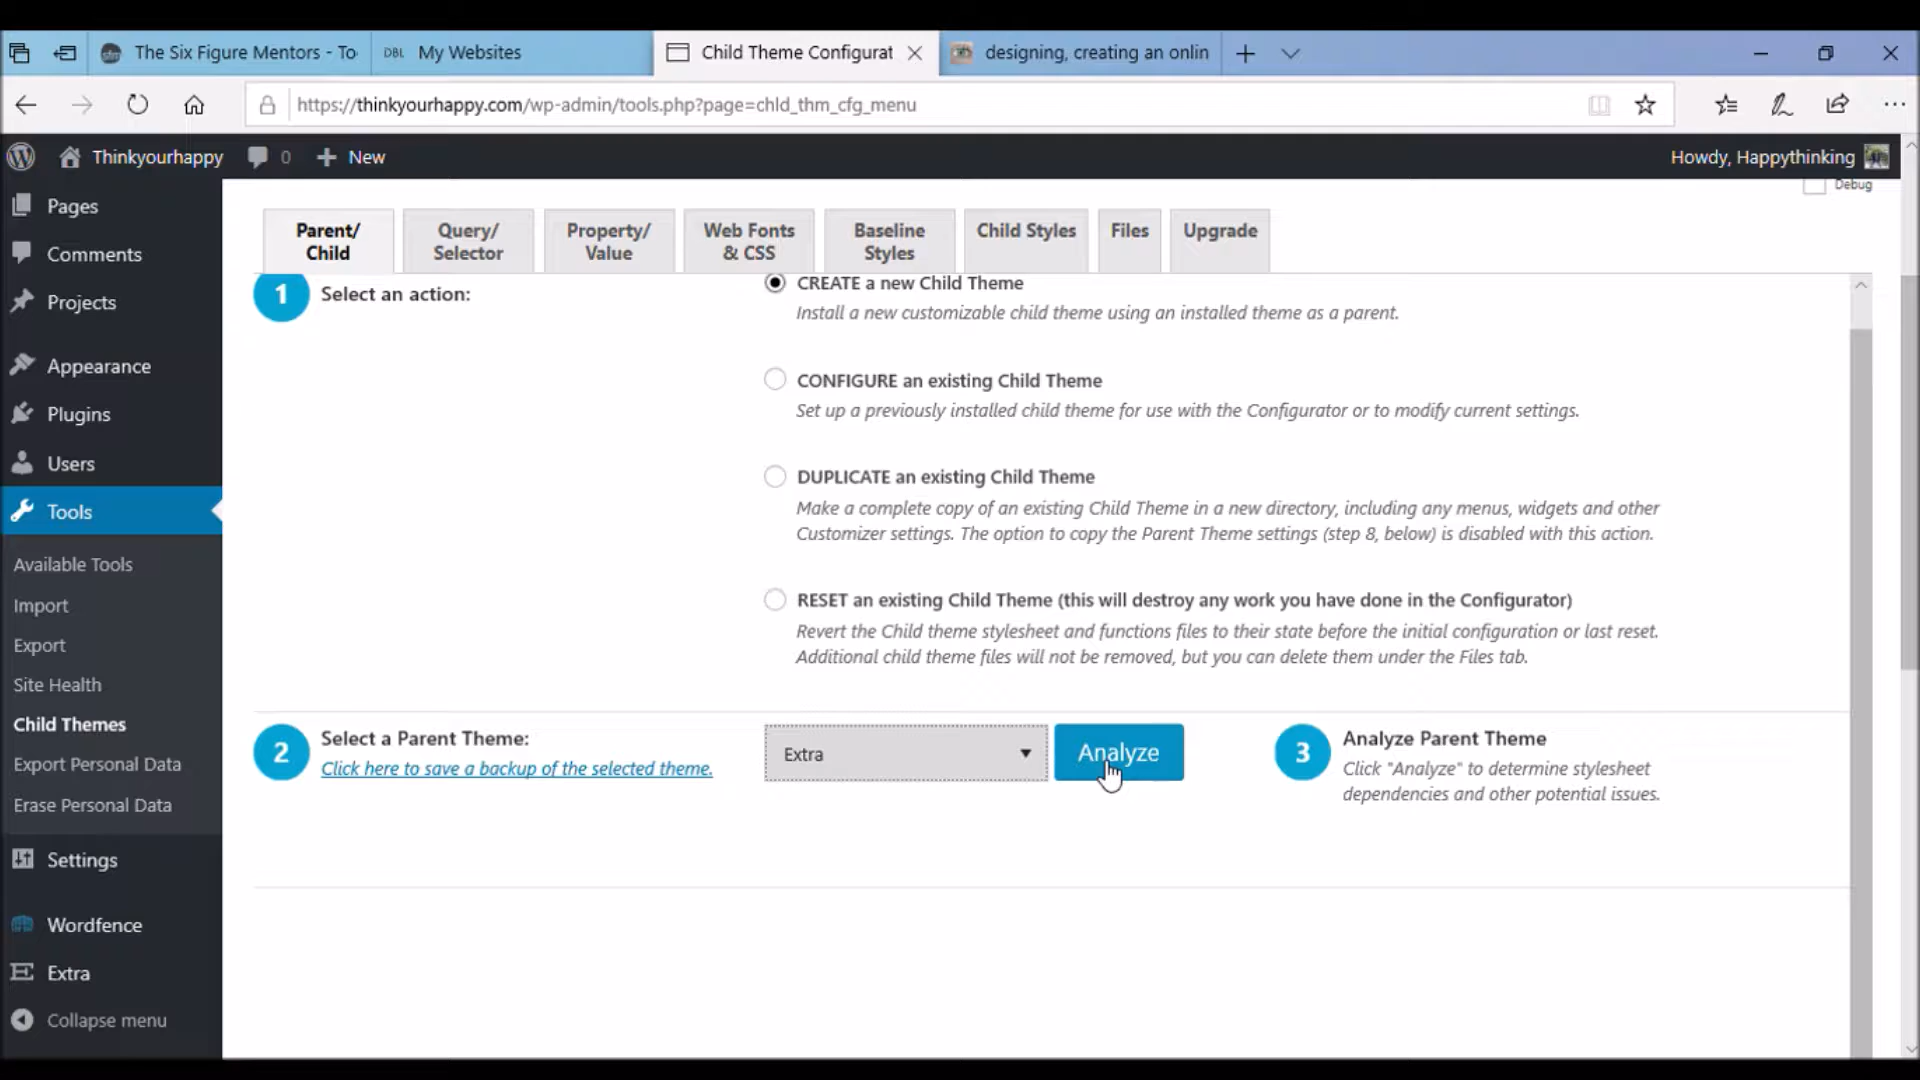 The Six Figure Mentors - To
DBL My Websites
Child Theme Configurat
designing, creating an onlin
https://thinkyourhappy.com/wp-admin/tools.php?page=chld_thm_cfg_menu
Thinkyourhappy
0
New
Howdy, Happythinking
Debug
Pages
Comments
Projects
Appearance
Plugins
Users
Tools
Available Tools
Import
Export
Site Health
Child Themes
Export Personal Data
Erase Personal Data
Settings
Wordfence
Extra
Collapse menu
Parent/
Child
Query/
Selector
Property/
Value
Web Fonts
& CSS
Baseline
Styles
Child Styles
Files
Upgrade
1
Select an action:
CREATE a new Child Theme
Install a new customizable child theme using an installed theme as a parent.
CONFIGURE an existing Child Theme
Set up a previously installed child theme for use with the Configurator or to modify current settings.
DUPLICATE an existing Child Theme
Make a complete copy of an existing Child Theme in a new directory, including any menus, widgets and other
Customizer settings. The option to copy the Parent Theme settings (step 8, below) is disabled with this action.
RESET an existing Child Theme (this will destroy any work you have done in the Configurator)
Revert the Child theme stylesheet and functions files to their state before the initial configuration or last reset.
Additional child theme files will not be removed, but you can delete them under the Files tab.
2
Select a Parent Theme:
Click here to save a backup of the selected theme.
Extra
Analyze
3
Analyze Parent Theme
Click "Analyze" to determine stylesheet
dependencies and other potential issues.